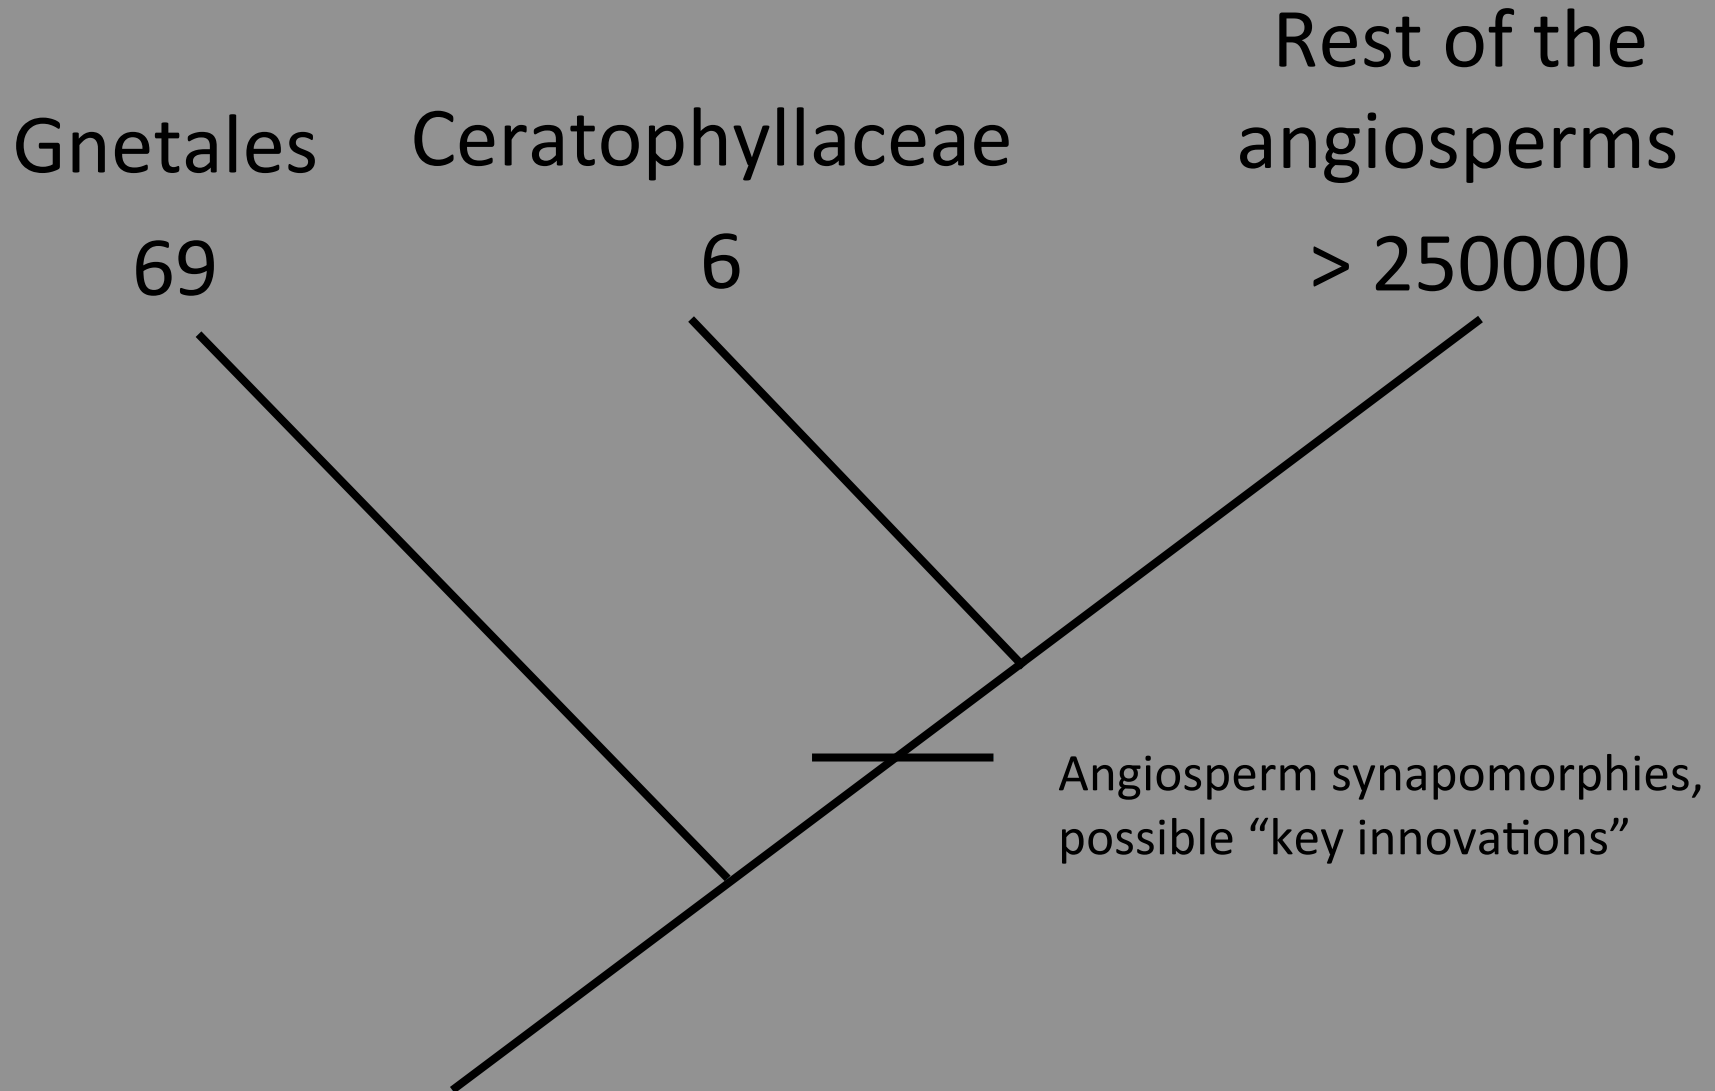 Gnetales
69
Ceratophyllaceae
6
Rest of the
angiosperms
> 250000
Angiosperm synapomorphies,
possible “key innovations”